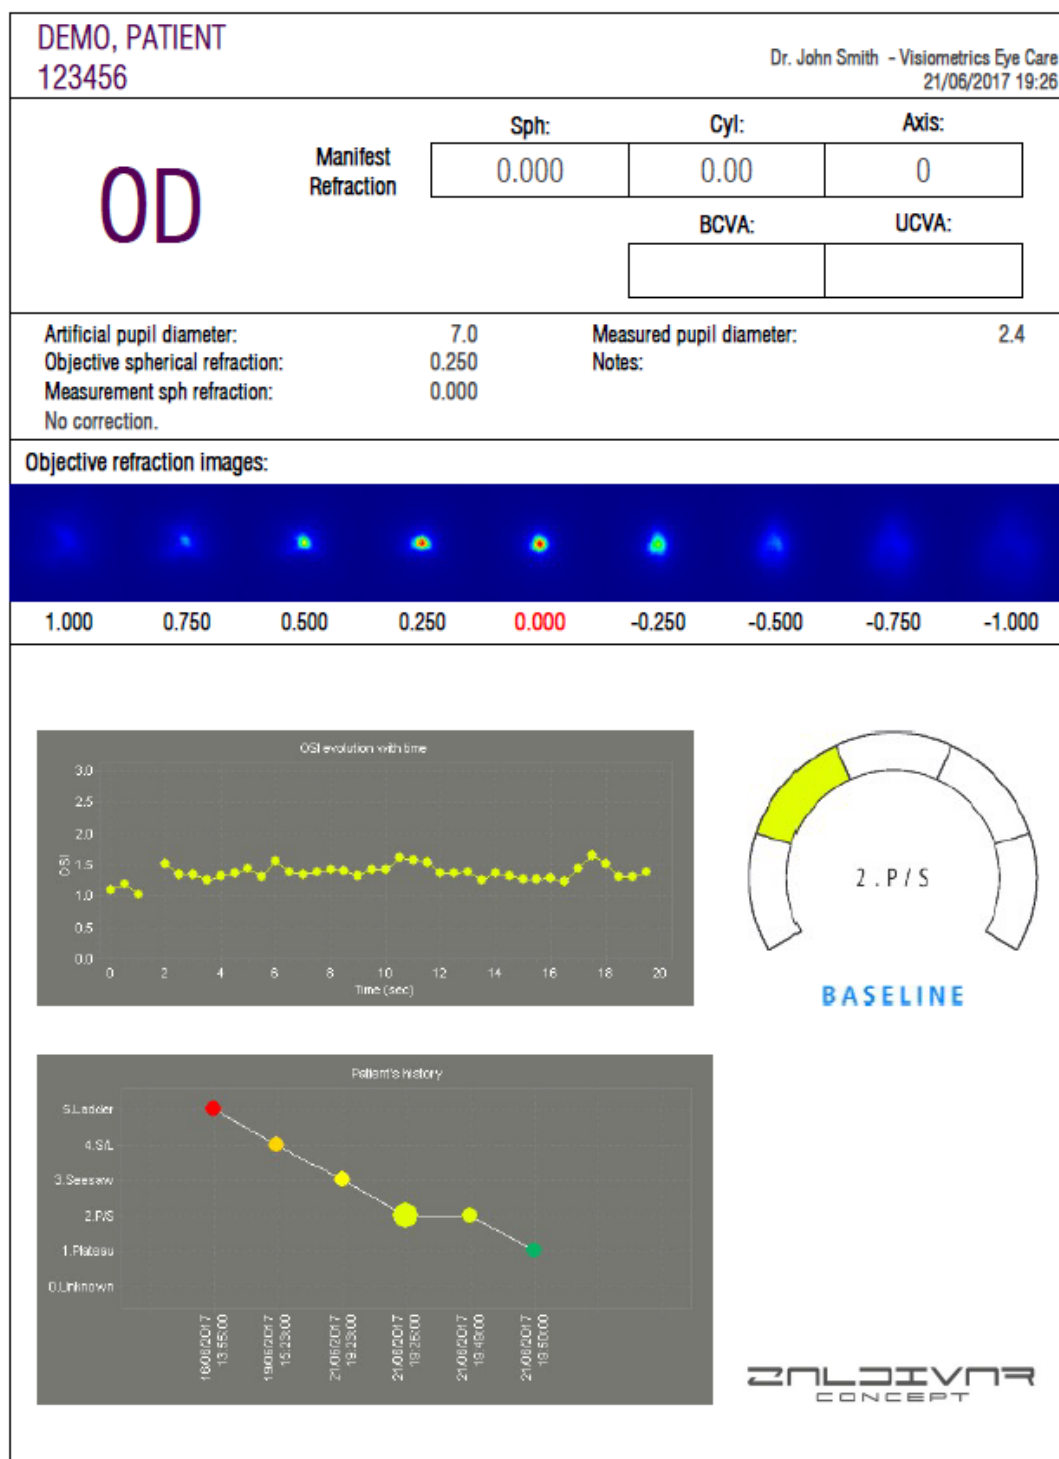 DEMO, PATIENT
123456
Dr. John Smith - Visiometrics Eye Care
21/06/2017 19:26
OD
Manifest Refraction
Sph: Cyl: Axis:
0.000 0.00 0
BCVA: UCVA:
Artificial pupil diameter: 7.0 Measured pupil diameter: 2.4
Objective spherical refraction: 0.250 Notes:
Measurement sph refraction: 0.000
No correction.
Objective refraction images:
1.000 0.750 0.500 0.250 0.000 -0.250 -0.500 -0.750 -1.000
OSI evolution with time
3.0
2.5
2.0
1.5
1.0
0.5
0.0
OSI
0 2 4 6 8 10 12 14 16 18 20
Time (sec)
2.P/S
BASELINE
Patient's history
5.Ladder
4.S/L
3.Seesaw
2.P/S
1.Plateau
0.Unknown
16/06/2017 13:55:00
19/06/2017 15:23:00
21/06/2017 19:23:00
21/06/2017 19:26:00
21/06/2017 19:49:00
21/06/2017 19:50:00
ZALDIVAR
CONCEPT